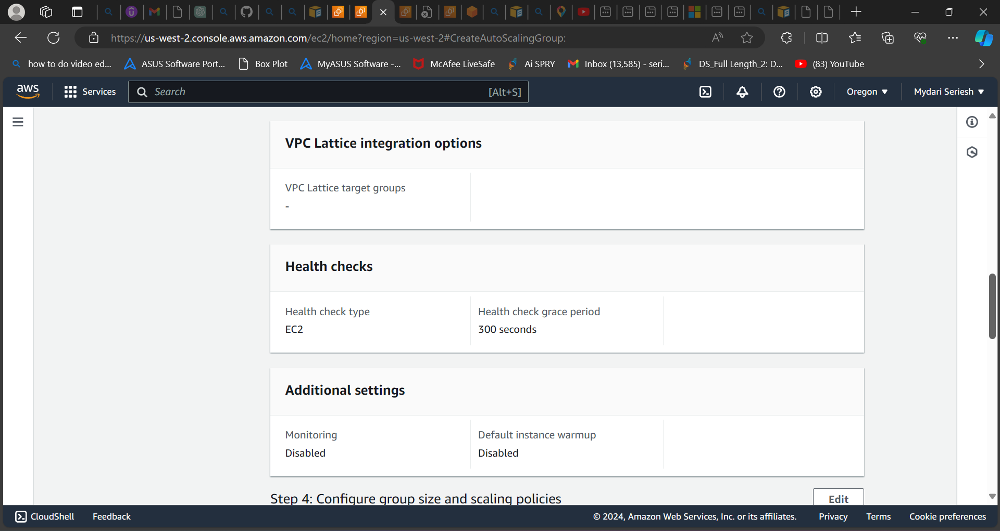 https://us-west-2.console.aws.amazon.com/ec2/home?region=us-west-2#CreateAutoScalingGroup:
how to do video ed... ASUS Software Port... Box Plot MyASUS Software -... McAfee LiveSafe Ai SPRY Inbox (13,585) - seri... DS_Full Length_2: D... (83) YouTube
aws Services Search [Alt+S] Oregon Mydari Seriesh
VPC Lattice integration options
VPC Lattice target groups
-
Health checks
Health check type Health check grace period
EC2 300 seconds
Additional settings
Monitoring Default instance warmup
Disabled Disabled
Step 4: Configure group size and scaling policies Edit
CloudShell Feedback © 2024, Amazon Web Services, Inc. or its affiliates. Privacy Terms Cookie preferences